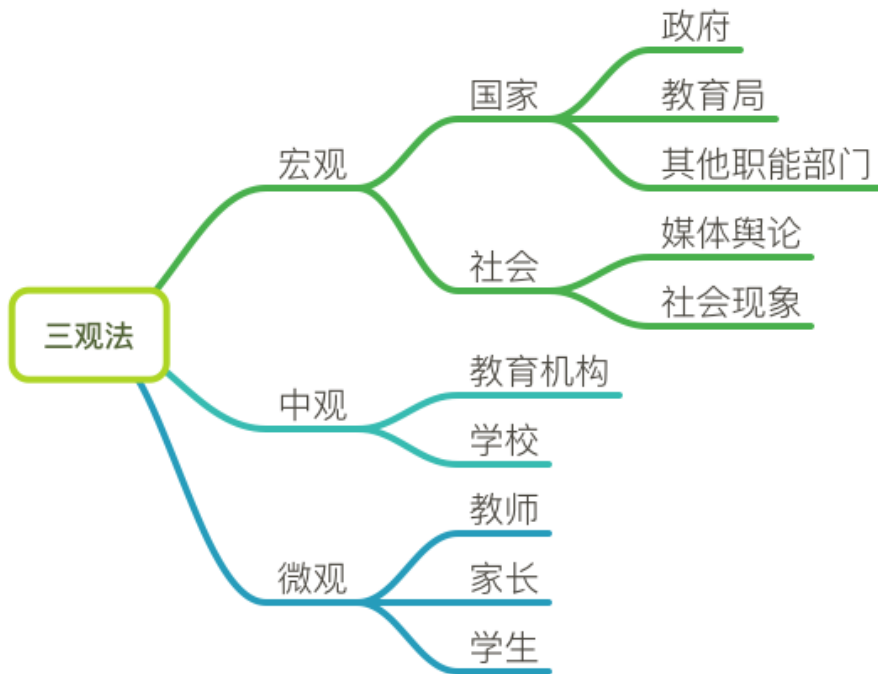 三观法
宏观
国家
政府
教育局
其他职能部门
社会
媒体舆论
社会现象
中观
教育机构
学校
微观
教师
家长
学生